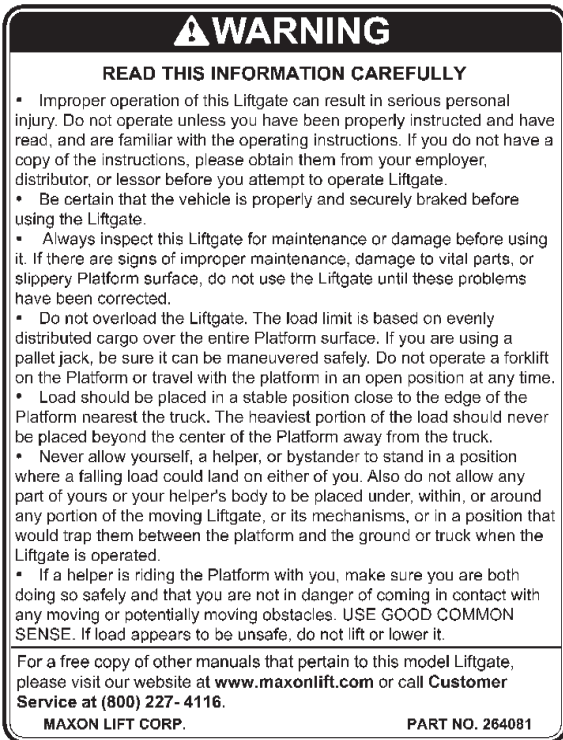 ⚠WARNING
READ THIS INFORMATION CAREFULLY
• Improper operation of this Liftgate can result in serious personal
injury. Do not operate unless you have been properly instructed and have
read, and are familiar with the operating instructions. If you do not have a
copy of the instructions, please obtain them from your employer,
distributor, or lessor before you attempt to operate Liftgate.
• Be certain that the vehicle is properly and securely braked before
using the Liftgate.
• Always inspect this Liftgate for maintenance or damage before using
it. If there are signs of improper maintenance, damage to vital parts, or
slippery Platform surface, do not use the Liftgate until these problems
have been corrected.
• Do not overload the Liftgate. The load limit is based on evenly
distributed cargo over the entire Platform surface. If you are using a
pallet jack, be sure it can be maneuvered safely. Do not operate a forklift
on the Platform or travel with the platform in an open position at any time.
• Load should be placed in a stable position close to the edge of the
Platform nearest the truck. The heaviest portion of the load should never
be placed beyond the center of the Platform away from the truck.
• Never allow yourself, a helper, or bystander to stand in a position
where a falling load could land on either of you. Also do not allow any
part of yours or your helper's body to be placed under, within, or around
any portion of the moving Liftgate, or its mechanisms, or in a position that
would trap them between the platform and the ground or truck when the
Liftgate is operated.
• If a helper is riding the Platform with you, make sure you are both
doing so safely and that you are not in danger of coming in contact with
any moving or potentially moving obstacles. USE GOOD COMMON
SENSE. If load appears to be unsafe, do not lift or lower it.
For a free copy of other manuals that pertain to this model Liftgate,
please visit our website at www.maxonlift.com or call Customer
Service at (800) 227- 4116.
MAXON LIFT CORP. PART NO. 264081